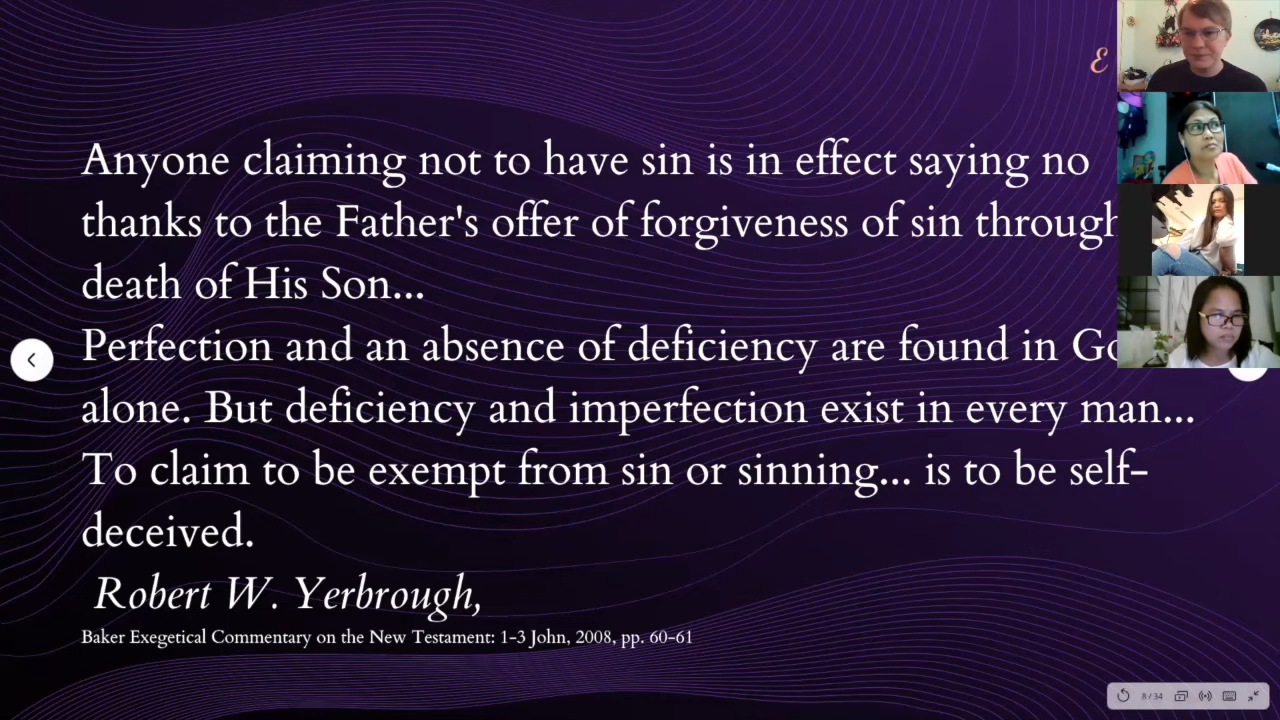 ε
Anyone claiming not to have sin is in effect saying no
thanks to the Father's offer of forgiveness of sin through
death of His Son...
Perfection and an absence of deficiency are found in
alone. But deficiency and imperfection exist in every man...
To claim to be exempt from sin or sinning... is to be self-
deceived.
Robert W. Yerbrough,
Baker Exegetical Commentary on the New Testament: 1-3 John, 2008, pp. 60-61
8 / 34